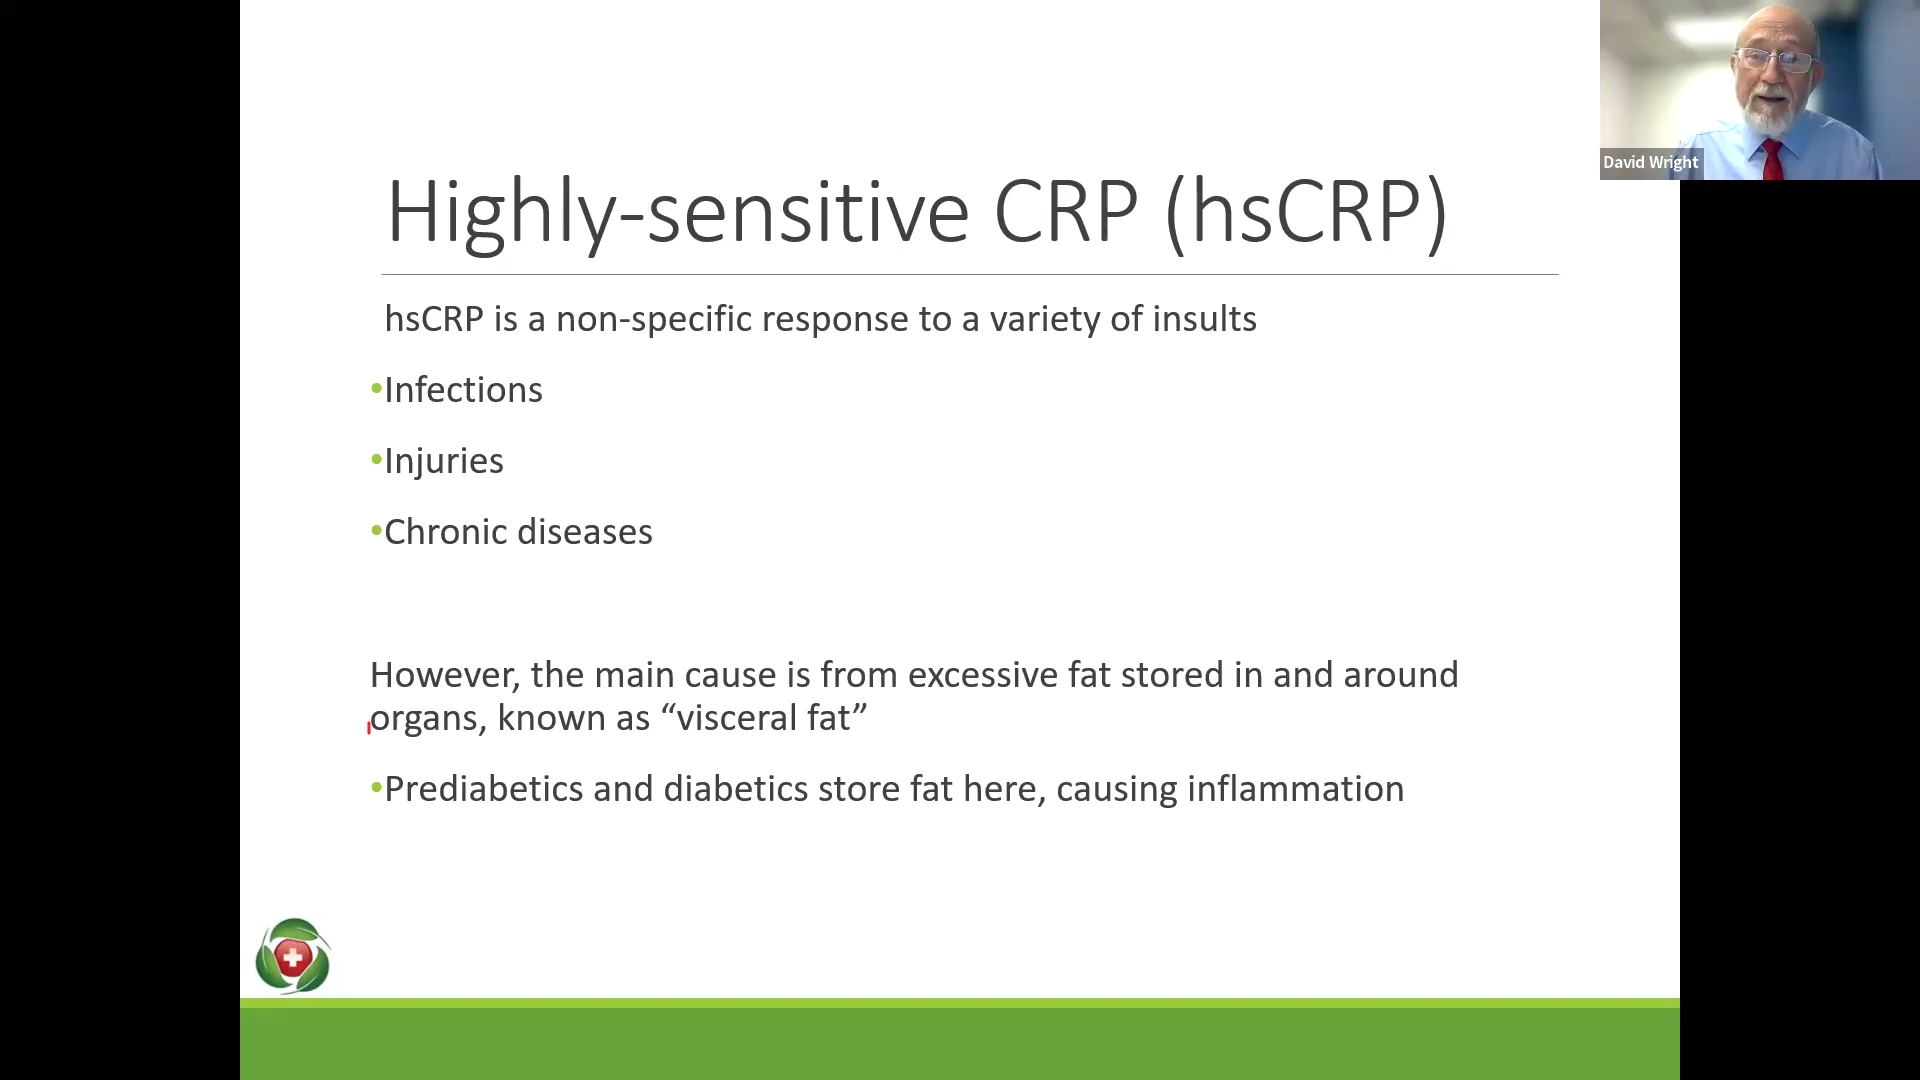 Highly-sensitive CRP (hsCRP)
hsCRP is a non-specific response to a variety of insults
•Infections
•Injuries
•Chronic diseases
However, the main cause is from excessive fat stored in and around
organs, known as “visceral fat”
•Prediabetics and diabetics store fat here, causing inflammation
David Wright